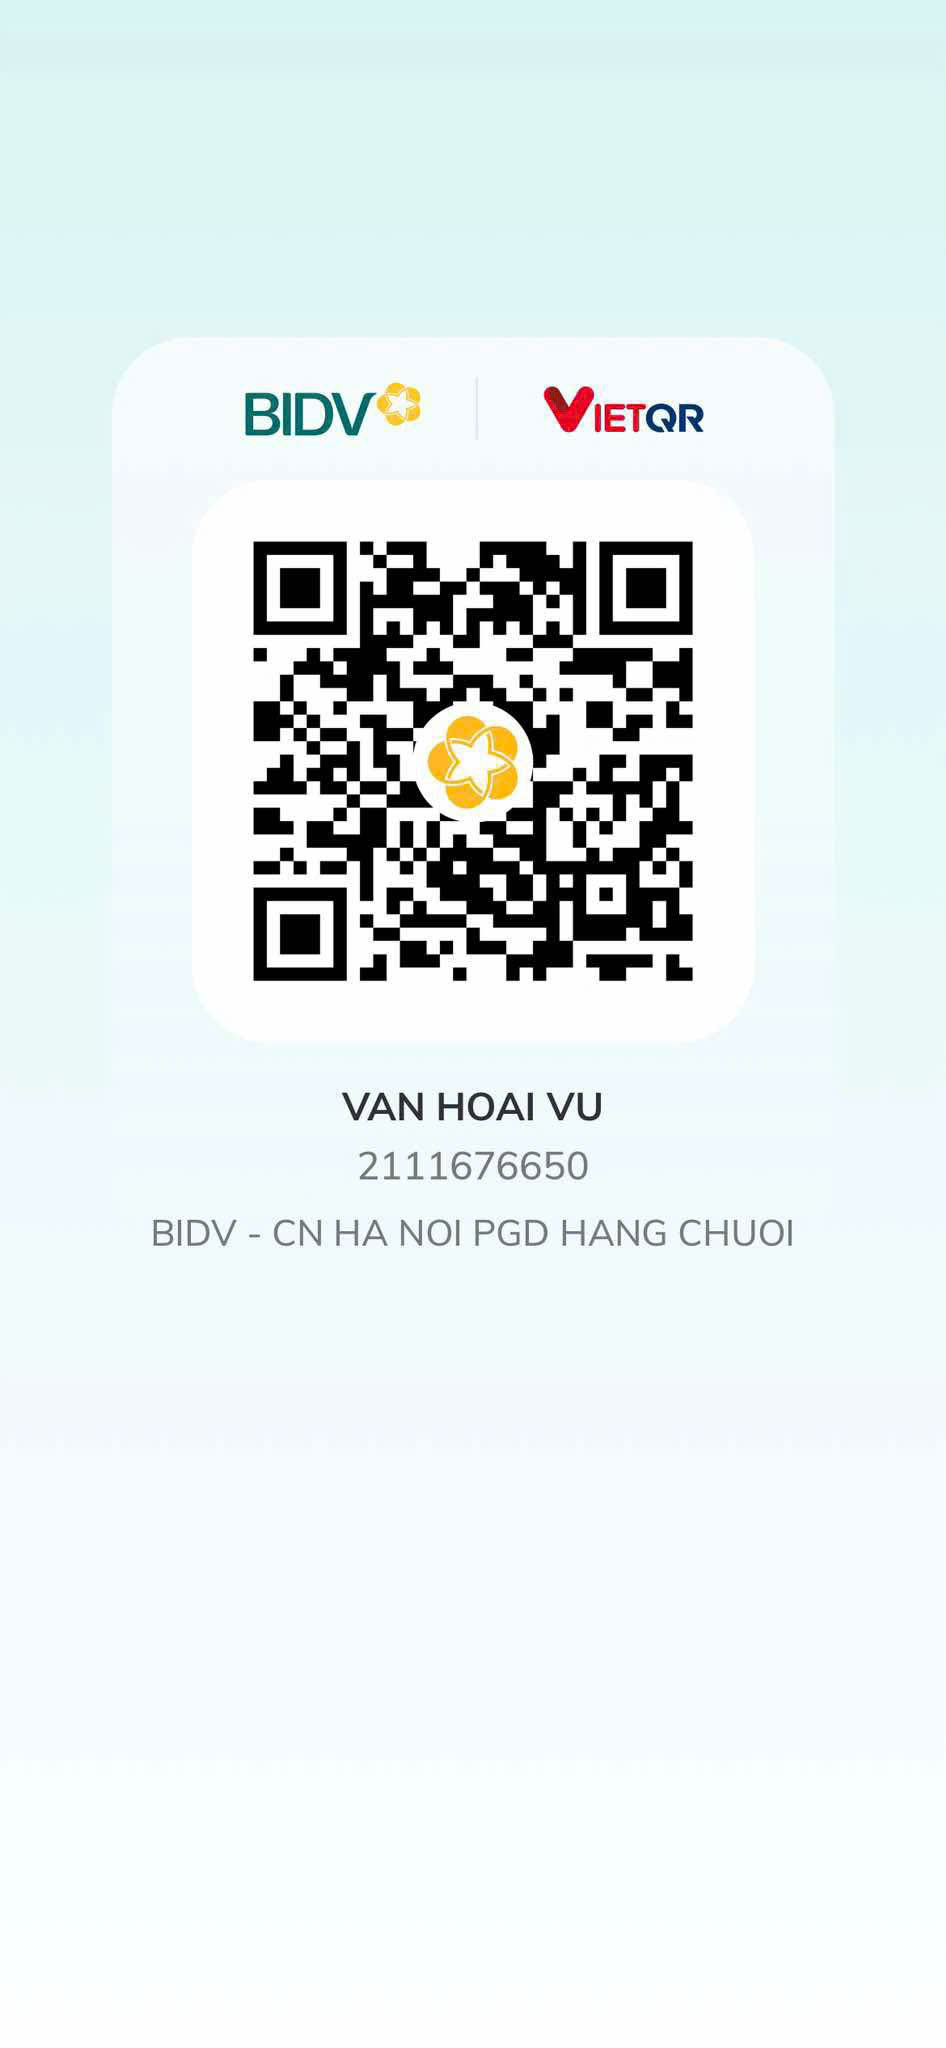 BIDV
VIETQR
VAN HOAI VU
2111676650
BIDV - CN HA NOI PGD HANG CHUOI